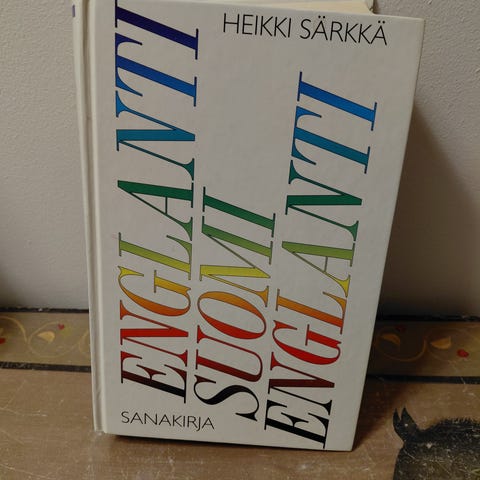 HEIKKI SÄRKKÄ
ENGLANTI
SUOMI
ENGLANTI
SANAKIRJA